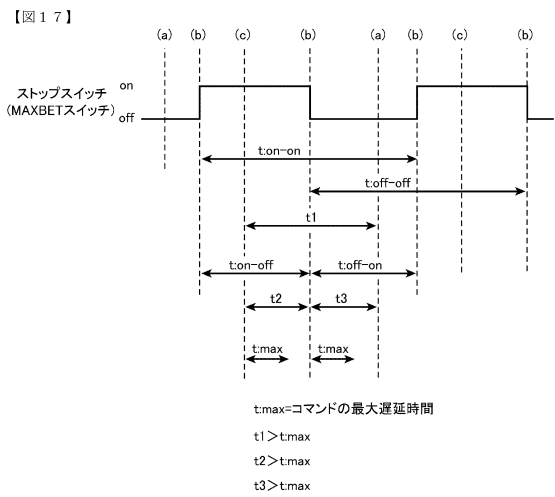 【図１７】
(a) (b) (c) (b) (a) (b) (c) (b)
on
ストップスイッチ
(MAXBETスイッチ)
off
t:on-on
t:off-off
t1
t:on-off t:off-on
t2 t3
t:max t:max
t:max=コマンドの最大遅延時間
t1＞t:max
t2＞t:max
t3＞t:max